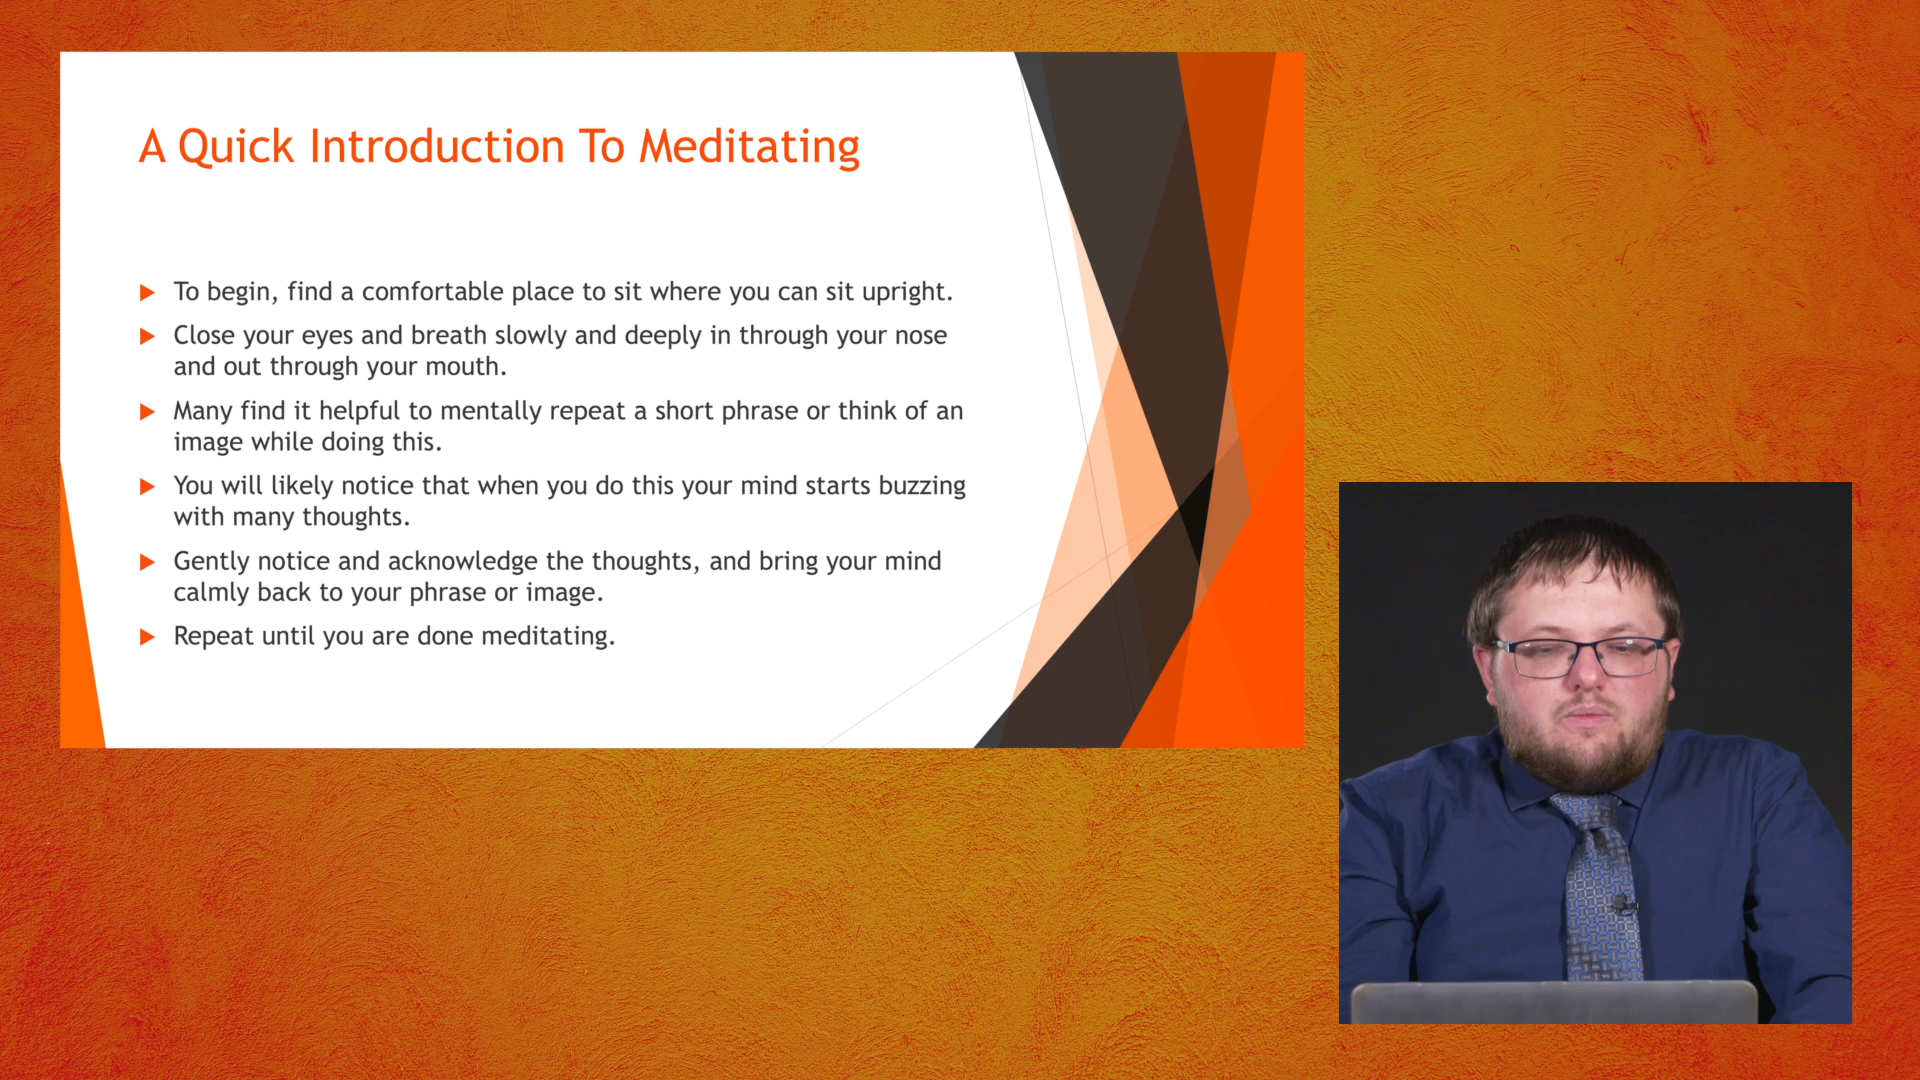 A Quick Introduction To Meditating
To begin, find a comfortable place to sit where you can sit upright.
Close your eyes and breath slowly and deeply in through your nose
and out through your mouth.
Many find it helpful to mentally repeat a short phrase or think of an
image while doing this.
You will likely notice that when you do this your mind starts buzzing
with many thoughts.
Gently notice and acknowledge the thoughts, and bring your mind
calmly back to your phrase or image.
Repeat until you are done meditating.